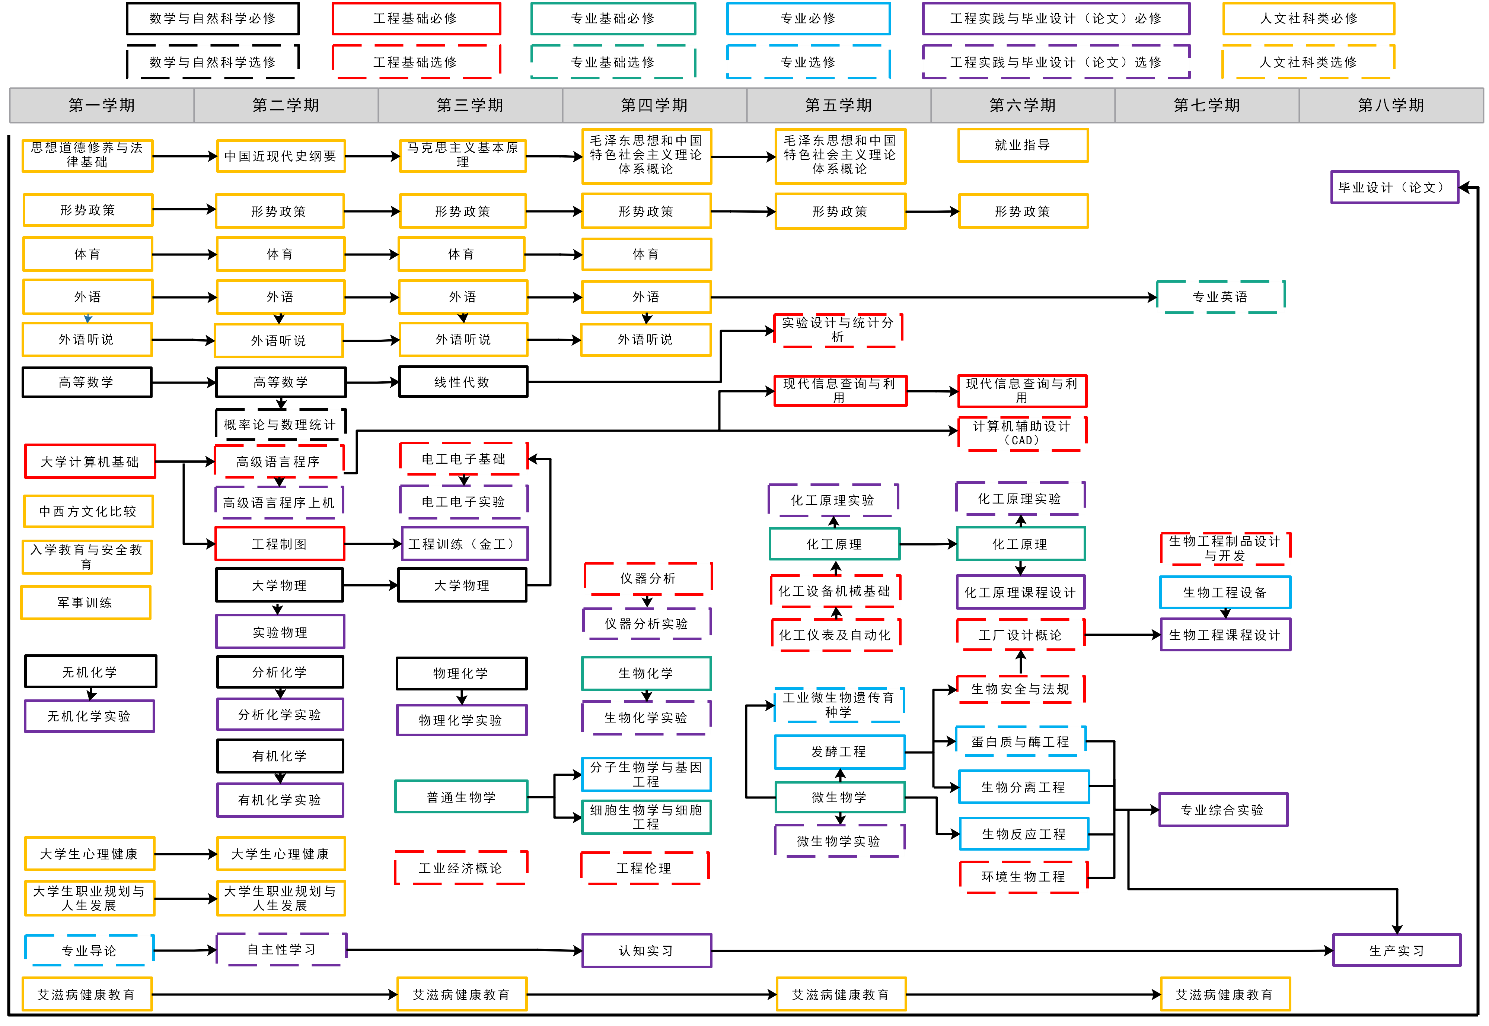 数学与自然科学必修
工程基础必修
专业基础必修
专业必修
工程实践与毕业设计（论文）必修
人文社科类必修
数学与自然科学选修
工程基础选修
专业基础选修
专业选修
工程实践与毕业设计（论文）选修
人文社科类选修
第一学期
第二学期
第三学期
第四学期
第五学期
第六学期
第七学期
第八学期
思想道德修养与法
律基础
中国近现代史纲要
马克思主义基本原
理
毛泽东思想和中国
特色社会主义理论
体系概论
毛泽东思想和中国
特色社会主义理论
体系概论
就业指导
毕业设计（论文）
形势政策
形势政策
形势政策
形势政策
形势政策
形势政策
体育
体育
体育
体育
外语
外语
外语
外语
专业英语
外语听说
外语听说
外语听说
外语听说
实验设计与统计分
析
高等数学
高等数学
线性代数
现代信息查询与利
用
现代信息查询与利
用
概率论与数理统计
计算机辅助设计
（CAD）
大学计算机基础
高级语言程序
电工电子基础
高级语言程序上机
电工电子实验
化工原理实验
化工原理实验
中西方文化比较
工程制图
工程训练（金工）
化工原理
化工原理
生物工程制品设计
与开发
入学教育与安全教
育
大学物理
大学物理
仪器分析
化工设备机械基础
化工原理课程设计
生物工程设备
军事训练
实验物理
仪器分析实验
化工仪表及自动化
工厂设计概论
生物工程课程设计
无机化学
分析化学
物理化学
生物化学
生物安全与法规
无机化学实验
分析化学实验
物理化学实验
生物化学实验
工业微生物遗传育
种学
有机化学
发酵工程
蛋白质与酶工程
有机化学实验
普通生物学
分子生物学与基因
工程
微生物学
生物分离工程
专业综合实验
细胞生物学与细胞
工程
微生物学实验
生物反应工程
大学生心理健康
大学生心理健康
工业经济概论
工程伦理
环境生物工程
大学生职业规划与
人生发展
大学生职业规划与
人生发展
专业导论
自主性学习
认知实习
生产实习
艾滋病健康教育
艾滋病健康教育
艾滋病健康教育
艾滋病健康教育